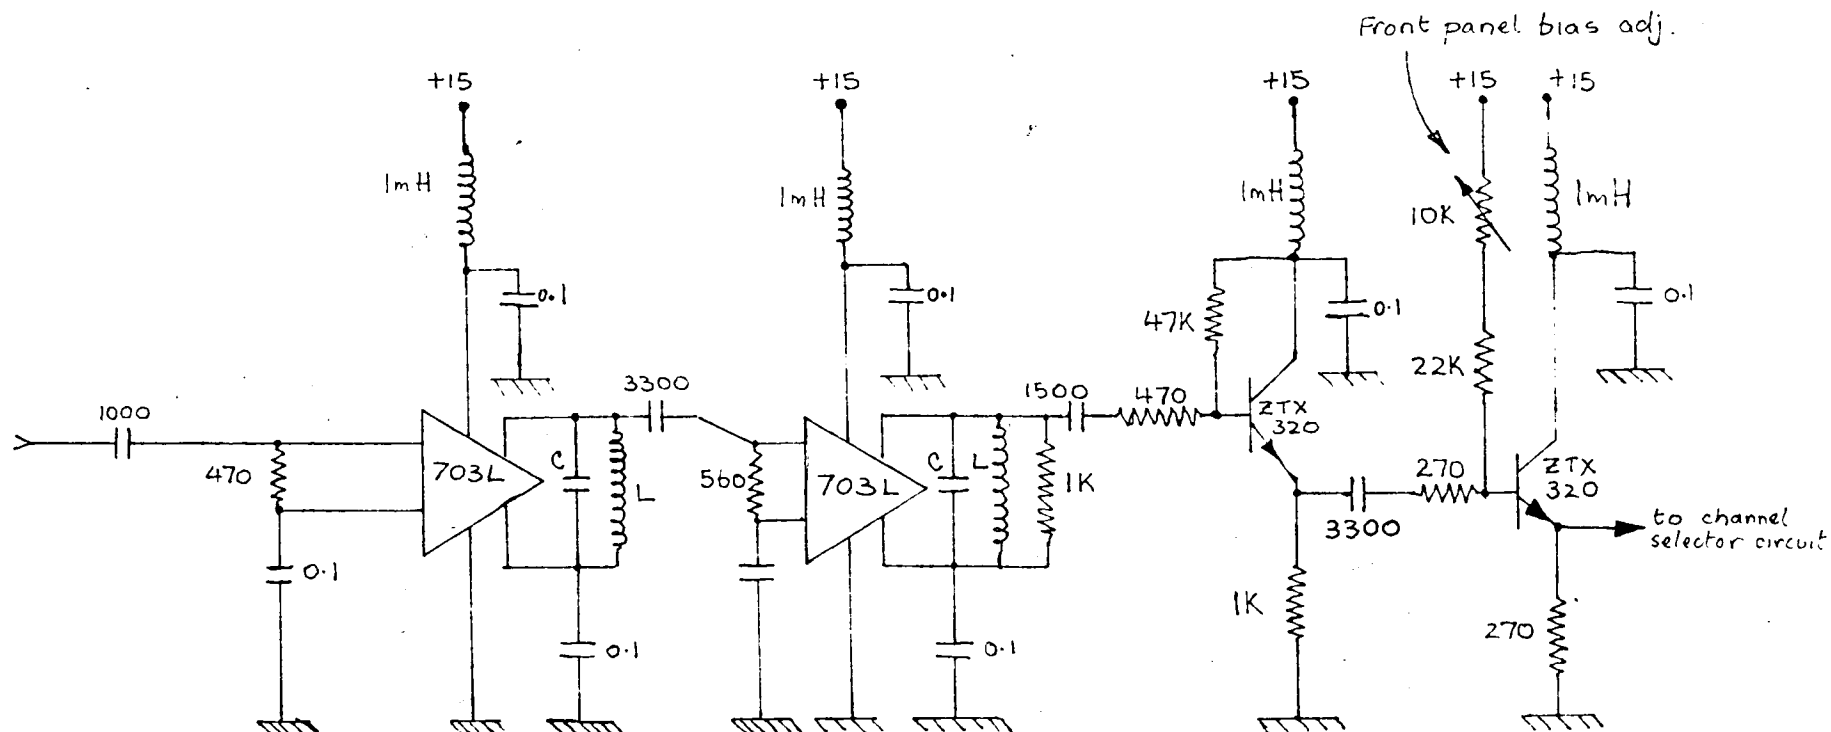 Front panel bias adj.
+15
+15
+15
+15
+15
1mH
1mH
1mH
10K
1mH
0.1
0.1
47K
0.1
22K
0.1
1000
3300
1500
470
ZTX
320
470
703L
C
L
560
703L
C
L
1K
270
ZTX
320
3300
to channel
selector circuit
0.1
0.1
0.1
1K
270